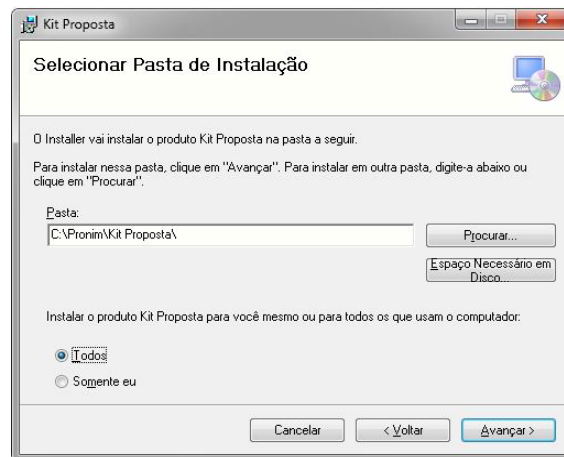 Kit Proposta
Selecionar Pasta de Instalação
O Installer vai instalar o produto Kit Proposta na pasta a seguir.
Para instalar nessa pasta, clique em "Avançar". Para instalar em outra pasta, digite-a abaixo ou
clique em "Procurar".
Pasta:
C:\Pronim\Kit Proposta\
Procurar...
Espaço Necessário em
Disco...
Instalar o produto Kit Proposta para você mesmo ou para todos os que usam o computador:
Todos
Somente eu
Cancelar
< Voltar
Avançar >